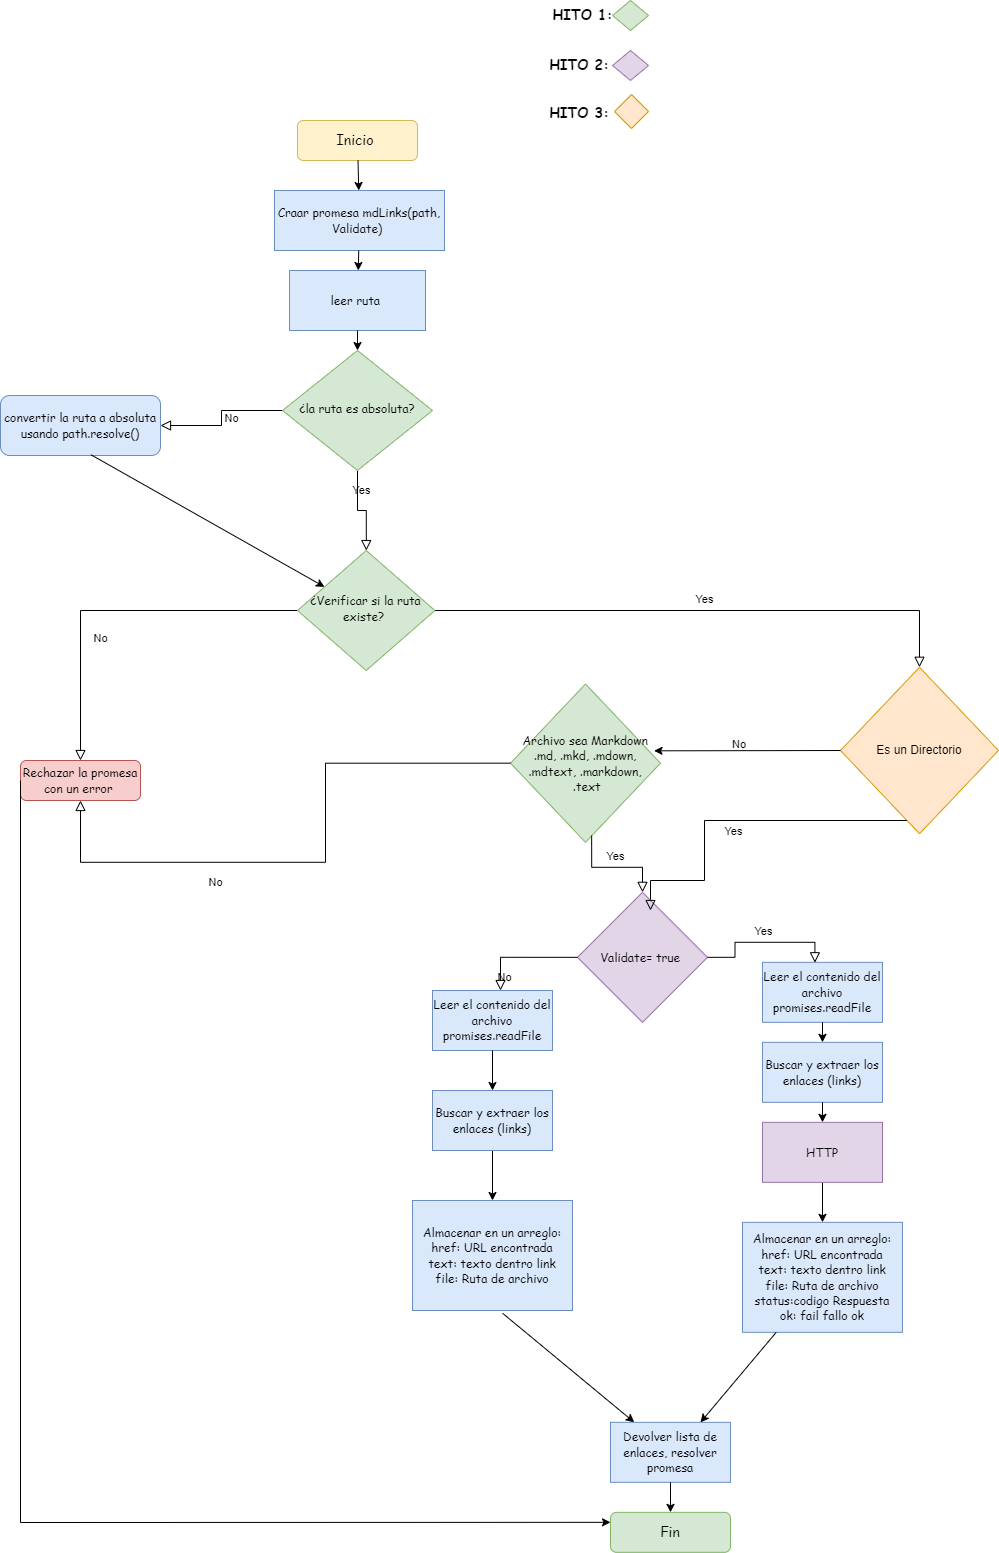 HITO 1:
HITO 2:
HITO 3:
Inicio
Craar promesa mdLinks(path,
Validate)
leer ruta
¿la ruta es absoluta?
No
convertir la ruta a absoluta
usando path.resolve()
Yes
¿Verificar si la ruta
existe?
Yes
No
Es un Directorio
No
Archivo sea Markdown
.md, .mkd, .mdown,
.mdtext, .markdown,
.text
Rechazar la promesa
con un error
Yes
Yes
No
Validate= true
Yes
No
Leer el contenido del
archivo
promises.readFile
Leer el contenido del
archivo
promises.readFile
Buscar y extraer los
enlaces (links)
Buscar y extraer los
enlaces (links)
HTTP
Almacenar en un arreglo:
href: URL encontrada
text: texto dentro link
file: Ruta de archivo
Almacenar en un arreglo:
href: URL encontrada
text: texto dentro link
file: Ruta de archivo
status:codigo Respuesta
ok: fail fallo ok
Devolver lista de
enlaces, resolver
promesa
Fin